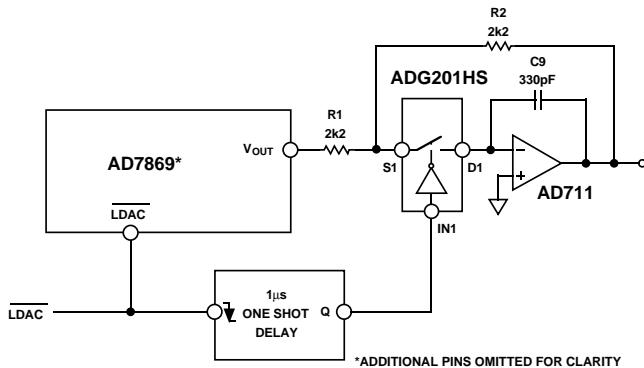 R2
2k2
C9
330pF
ADG201HS
R1
2k2
AD7869*
VOUT
S1
D1
−
+
AD711
LDAC
IN1
LDAC
1μs
ONE SHOT
DELAY
Q
*ADDITIONAL PINS OMITTED FOR CLARITY